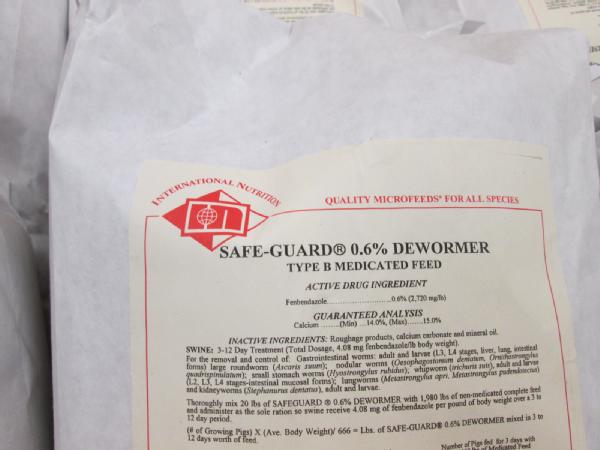 INTERNATIONAL NUTRITION
QUALITY MICROFEEDS® FOR ALL SPECIES
SAFE-GUARD® 0.6% DEWORMER
TYPE B MEDICATED FEED
ACTIVE DRUG INGREDIENT
Fenbendazole..............................0.6% (2,720 mg/lb)
GUARANTEED ANALYSIS
Calcium ........(Min) ...14.0%, (Max)......15.0%
INACTIVE INGREDIENTS: Roughage products, calcium carbonate and mineral oil.
SWINE: 3-12 Day Treatment (Total Dosage, 4.08 mg fenbendazole/lb body weight).
For the removal and control of: Gastrointestinal worms: adult and larvae (L3, L4 stages, liver, lung, intestinal
forms) large roundworm (Ascaris suum); nodular worms (Oesophagostomum dentatum,
quadrispinulatum); small stomach worms (Hyostrongylus rubidus); whipworm (trichuris suis), adult and larvae
(L2, L3, L4 stages-intestinal mucosal forms); lungworms (Metastrongylus apri, Metastrongylus pudendotectus)
and kidneyworms (Stephanurus dentatus), adult and larvae.
Thoroughly mix 20 lbs of SAFEGUARD ® 0.6% DEWORMER with 1,980 lbs of non-medicated complete feed
and administer as the sole ration so swine receive 4.08 mg of fenbendazole per pound of body weight over a 3 to
12 day period.
(# of Growing Pigs) X (Ave. Body Weight)/ 666 = Lbs. of SAFE-GUARD® 0.6% DEWORMER mixed in 3 to
12 days worth of feed.
Number of Pigs fed for 3 days with
lbs of Medicated Feed